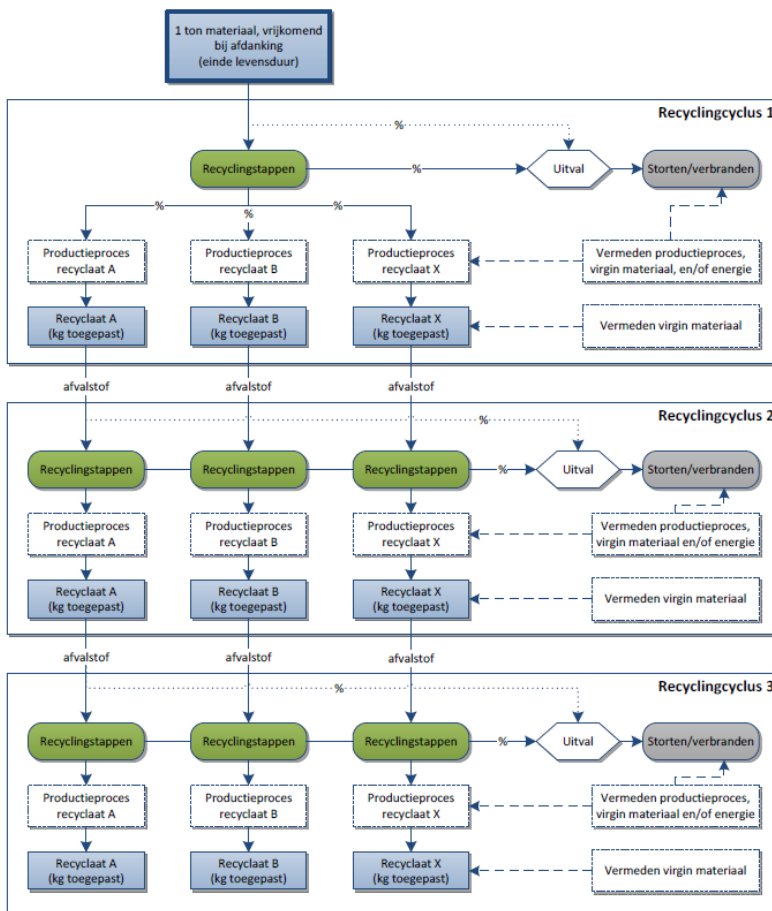 1 ton materiaal, vrijkomend
bij afdanking
(einde levensduur)
Recyclingcyclus 1
%
Recyclingstappen
%
Uitval
Storten/verbranden
%
%
%
Productieproces
recyclaat A
Productieproces
recyclaat B
Productieproces
recyclaat X
Vermeden productieproces,
virgin materiaal, en/of energie
Recyclaat A
(kg toegepast)
Recyclaat B
(kg toegepast)
Recyclaat X
(kg toegepast)
Vermeden virgin materiaal
afvalstof
afvalstof
afvalstof
Recyclingcyclus 2
%
Recyclingstappen
Recyclingstappen
Recyclingstappen
%
Uitval
Storten/verbranden
Productieproces
recyclaat A
Productieproces
recyclaat B
Productieproces
recyclaat X
Vermeden productieproces,
virgin materiaal en/of energie
Recyclaat A
(kg toegepast)
Recyclaat B
(kg toegepast)
Recyclaat X
(kg toegepast)
Vermeden virgin materiaal
afvalstof
afvalstof
afvalstof
Recyclingcyclus 3
%
Recyclingstappen
Recyclingstappen
Recyclingstappen
%
Uitval
Storten/verbranden
Productieproces
recyclaat A
Productieproces
recyclaat B
Productieproces
recyclaat X
Vermeden productieproces,
virgin materiaal en/of energie
Recyclaat A
(kg toegepast)
Recyclaat B
(kg toegepast)
Recyclaat X
(kg toegepast)
Vermeden virgin materiaal